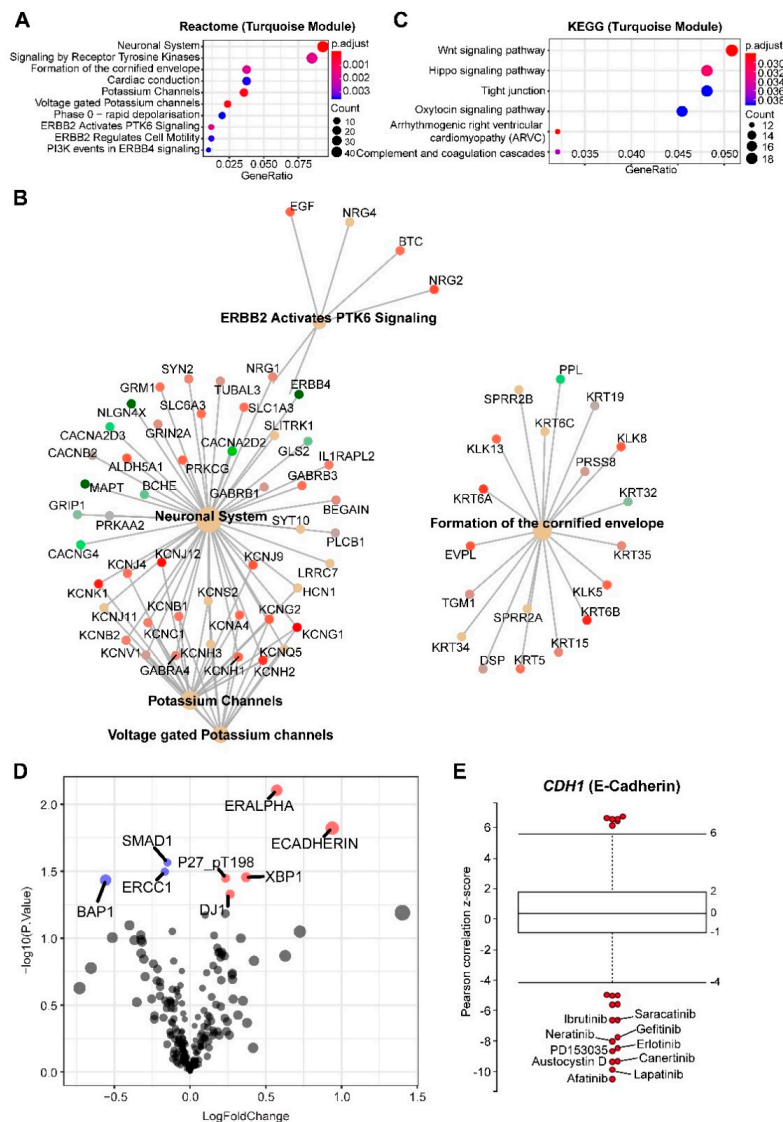 A
Reactome (Turquoise Module)
Neuronal System
Signaling by Receptor Tyrosine Kinases
Formation of the cornified envelope
Cardiac conduction
Potassium Channels
Voltage gated Potassium channels
Phase 0 - rapid depolarisation
ERBB2 Activates PTK6 Signaling
ERBB2 Regulates Cell Motility
PI3K events in ERBB4 signaling
0.025 0.050 0.075
GeneRatio
p.adjust
0.001
0.002
0.003
Count
10
20
30
40
C
KEGG (Turquoise Module)
Wnt signaling pathway
Hippo signaling pathway
Tight junction
Oxytocin signaling pathway
Arrhythmogenic right ventricular
cardiomyopathy (ARVC)
Complement and coagulation cascades
0.035 0.040 0.045 0.050
GeneRatio
p.adjust
0.030
0.032
0.034
0.036
0.038
Count
12
14
16
18
B
EGF
NRG4
BTC
NRG2
ERBB2 Activates PTK6 Signaling
SYN2
NRG1
ERBB4
GRM1
TUBAL3
NLGN4X
SLC6A3
SLC1A3
CACNA2D3
GRIN2A
SLITRK1
CACNA2D2
CACNB2
GLS2
ALDH5A1
PRKCG
IL1RAPL2
MAPT
BCHE
GABRB3
GABRB1
GRIP1
BEGAIN
PRKAA2
Neuronal System
SYT10
PLCB1
CACNG4
KCNJ12
KCNJ9
KCNJ4
LRRC7
KCNK1
KCNS2
HCN1
KCNJ11
KCNB1
KCNG2
KCNA4
KCNB2
KCNC1
KCNG1
KCNV1
KCNH3
KCNQ5
GABRA4
KCNH1
KCNH2
Potassium Channels
Voltage gated Potassium channels
PPL
SPRR2B
KRT19
KRT6C
KLK13
KLK8
PRSS8
KRT6A
KRT32
Formation of the cornified envelope
EVPL
KRT35
TGM1
KLK5
SPRR2A
KRT6B
KRT34
DSP
KRT5
KRT15
D
2.0
1.5
1.0
0.5
0.0
-log10(P.Value)
ERALPHA
ECADHERIN
SMAD1
P27_pT198
XBP1
ERCC1
BAP1
DJ1
-0.5 0.0 0.5 1.0 1.5
LogFoldChange
E
CDH1 (E-Cadherin)
Pearson correlation z-score
6
4
2
0
-2
-4
-6
-8
-10
6
2
0
-1
-4
Ibrutinib
Saracatinib
Neratinib
Gefitinib
PD153035
Erlotinib
Austocystin D
Canertinib
Afatinib
Lapatinib